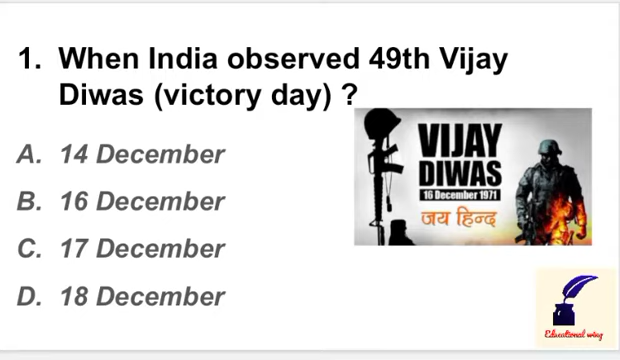 1. When India observed 49th Vijay
Diwas (victory day) ?
A. 14 December
B. 16 December
C. 17 December
D. 18 December
VIJAY
DIWAS
16 December 1971
जय हिन्द
Educational wing